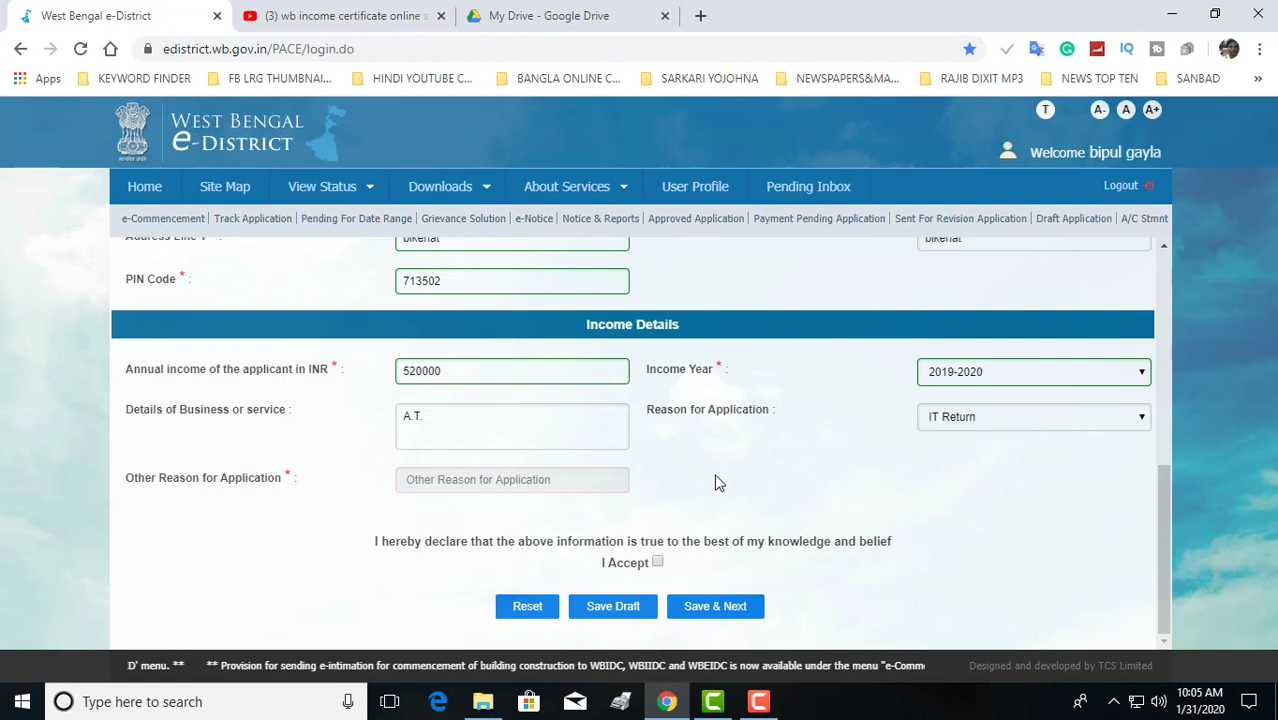 West Bengal e-District
(3) wb income certificate online a
My Drive - Google Drive
edistrict.wb.gov.in/PACE/login.do
Apps
KEYWORD FINDER
FB LRG THUMBNAI...
HINDI YOUTUBE C...
BANGLA ONLINE C...
SARKARI YOJOHNA
NEWSPAPERS&MA...
RAJIB DIXIT MP3
NEWS TOP TEN
SANBAD
»
WEST BENGAL
e-DISTRICT
T A- A A+
Welcome bipul gayla
Home Site Map View Status Downloads About Services User Profile Pending Inbox Logout
e-Commencement | Track Application | Pending For Date Range | Grievance Solution | e-Notice | Notice & Reports | Approved Application | Payment Pending Application | Sent For Revision Application | Draft Application | A/C Stmnt
Address Line 1 * : bikehat bikehat
PIN Code * : 713502
Income Details
Annual income of the applicant in INR * : 520000 Income Year * : 2019-2020
Details of Business or service : A.T. Reason for Application : IT Return
Other Reason for Application * : Other Reason for Application
I hereby declare that the above information is true to the best of my knowledge and belief
I Accept
Reset Save Draft Save & Next
D' menu. ** ** Provision for sending e-intimation for commencement of building construction to WBIDC, WBIIDC and WBEIDC is now available under the menu "e-Comm
Designed and developed by TCS Limited
Type here to search
10:05 AM
1/31/2020